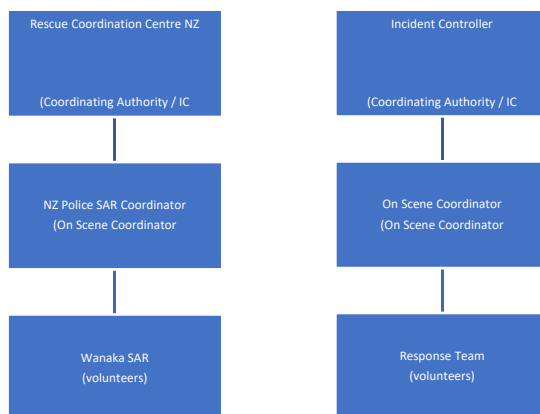 Rescue Coordination Centre NZ
(Coordinating Authority / IC
NZ Police SAR Coordinator
(On Scene Coordinator
Wanaka SAR
(volunteers)
Incident Controller
(Coordinating Authority / IC
On Scene Coordinator
(On Scene Coordinator
Response Team
(volunteers)